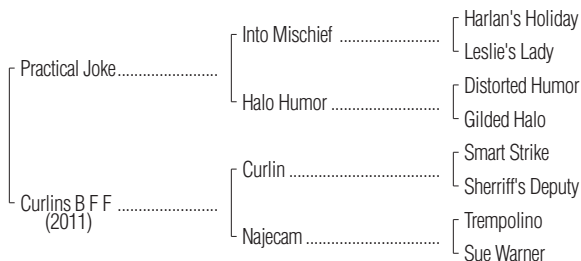 Harlan's Holiday
Into Mischief ....................
Leslie's Lady
Practical Joke.......................
Distorted Humor
Halo Humor .......................
Gilded Halo
Smart Strike
Curlin ................................
Sherriff's Deputy
Curlins B F F .......................
(2011)
Trempolino
Najecam ............................
Sue Warner